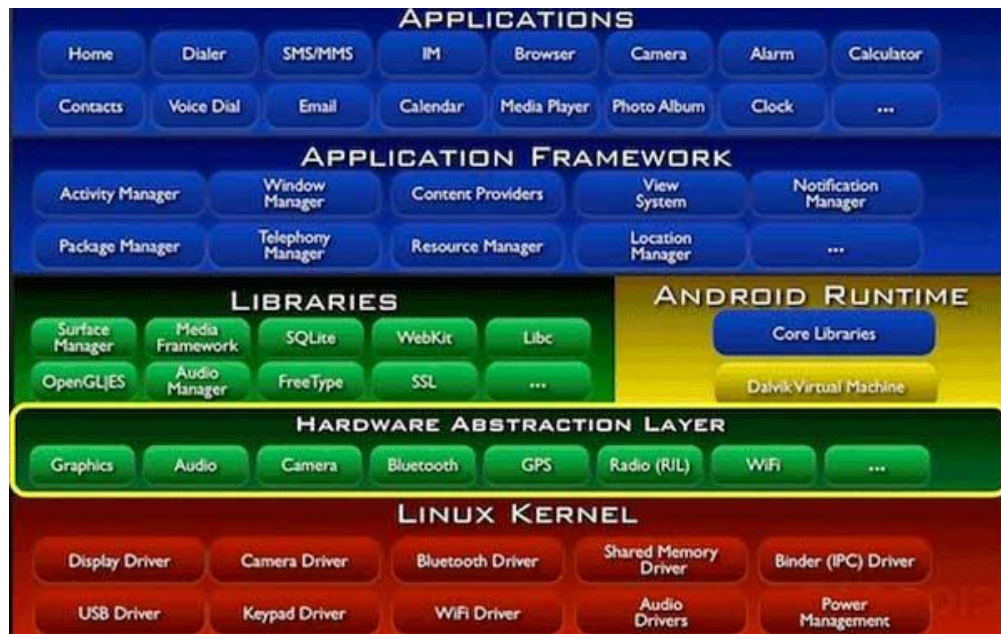 APPLICATIONS
Home Dialer SMS/MMS IM Browser Camera Alarm Calculator
Contacts Voice Dial Email Calendar Media Player Photo Album Clock ...
APPLICATION FRAMEWORK
Activity Manager Window Manager Content Providers View System Notification Manager
Package Manager Telephony Manager Resource Manager Location Manager ...
LIBRARIES
Surface Manager Media Framework SQLite WebKit Libc
OpenGL|ES Audio Manager FreeType SSL ...
ANDROID RUNTIME
Core Libraries
Dalvik Virtual Machine
HARDWARE ABSTRACTION LAYER
Graphics Audio Camera Bluetooth GPS Radio (RIL) WiFi ...
LINUX KERNEL
Display Driver Camera Driver Bluetooth Driver Shared Memory Driver Binder (IPC) Driver
USB Driver Keypad Driver WiFi Driver Audio Drivers Power Management